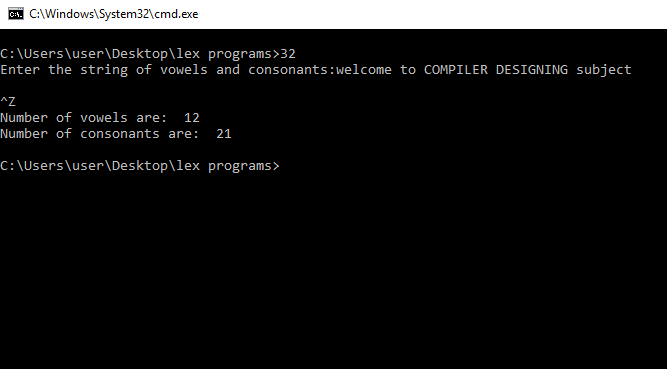 C:\Windows\System32\cmd.exe
C:\Users\user\Desktop\lex programs>32
Enter the string of vowels and consonants:welcome to COMPILER DESIGNING subject
^Z
Number of vowels are:  12
Number of consonants are:  21
C:\Users\user\Desktop\lex programs>